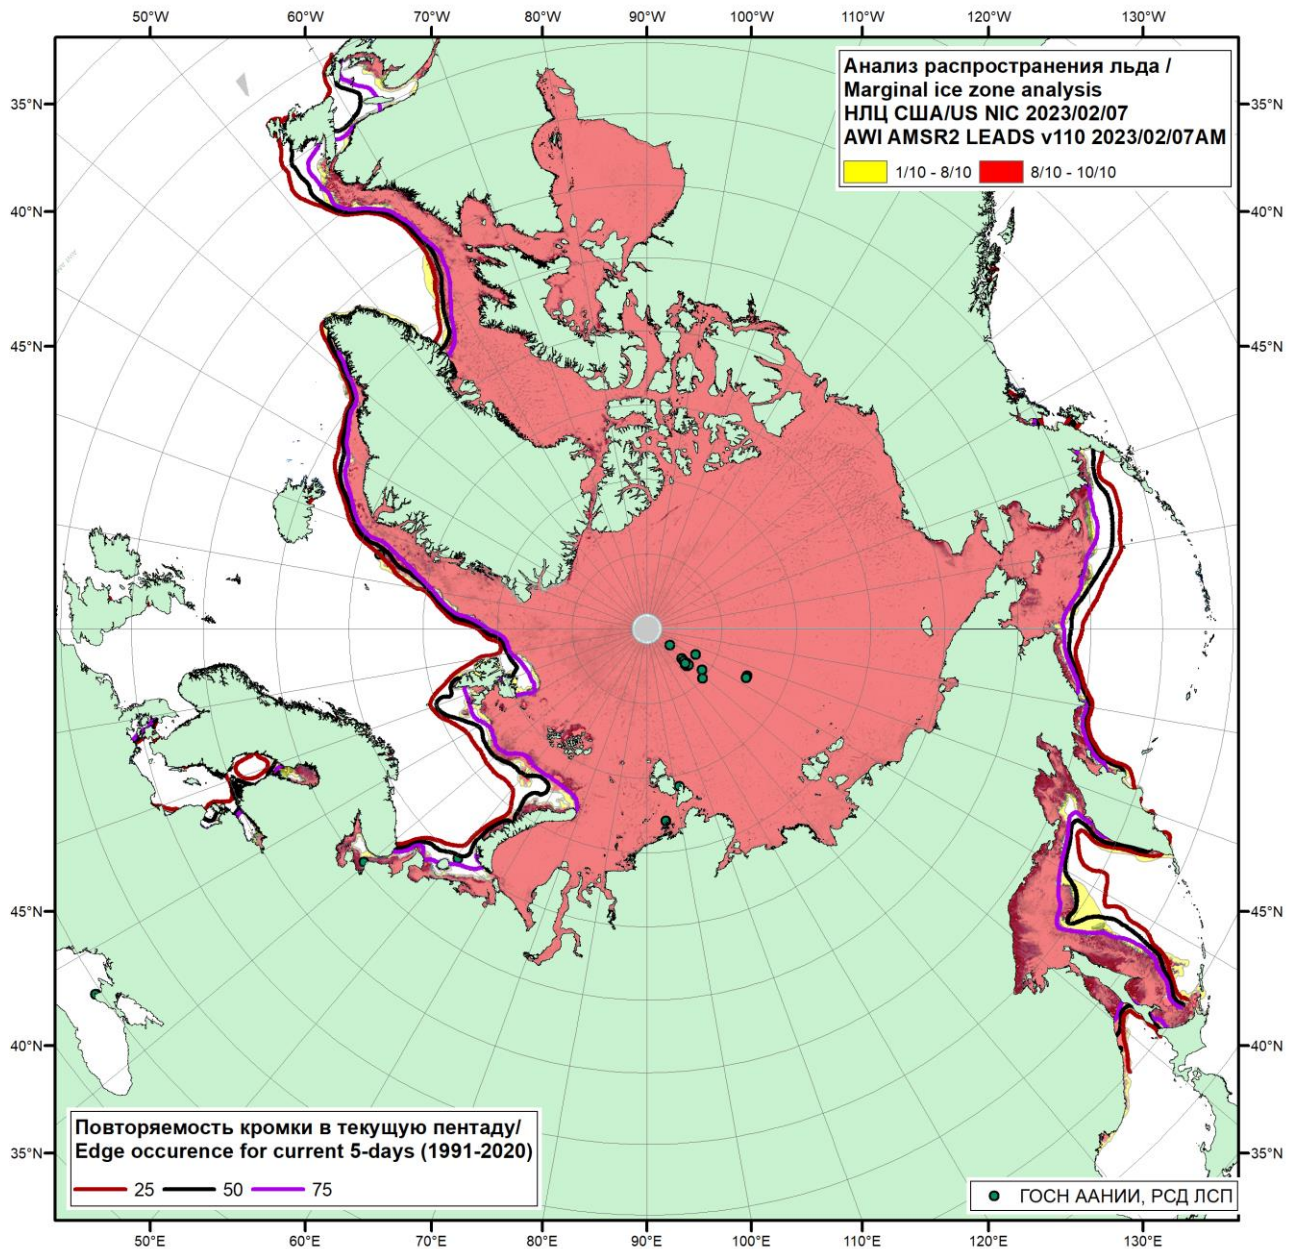 50°W 60°W 70°W 80°W 90°W 100°W 110°W 120°W 130°W
Анализ распространения льда /
Marginal ice zone analysis
НЛЦ США/US NIC 2023/02/07
AWI AMSR2 LEADS v110 2023/02/07AM
1/10 - 8/10 8/10 - 10/10
35°N 35°N
40°N 40°N
45°N 45°N
45°N 45°N
40°N 40°N
35°N 35°N
Повторяемость кромки в текущую пентаду/
Edge occurence for current 5-days (1991-2020)
25 50 75
ГОСН ААНИИ, РСД ЛСП
50°E 60°E 70°E 80°E 90°E 100°E 110°E 120°E 130°E